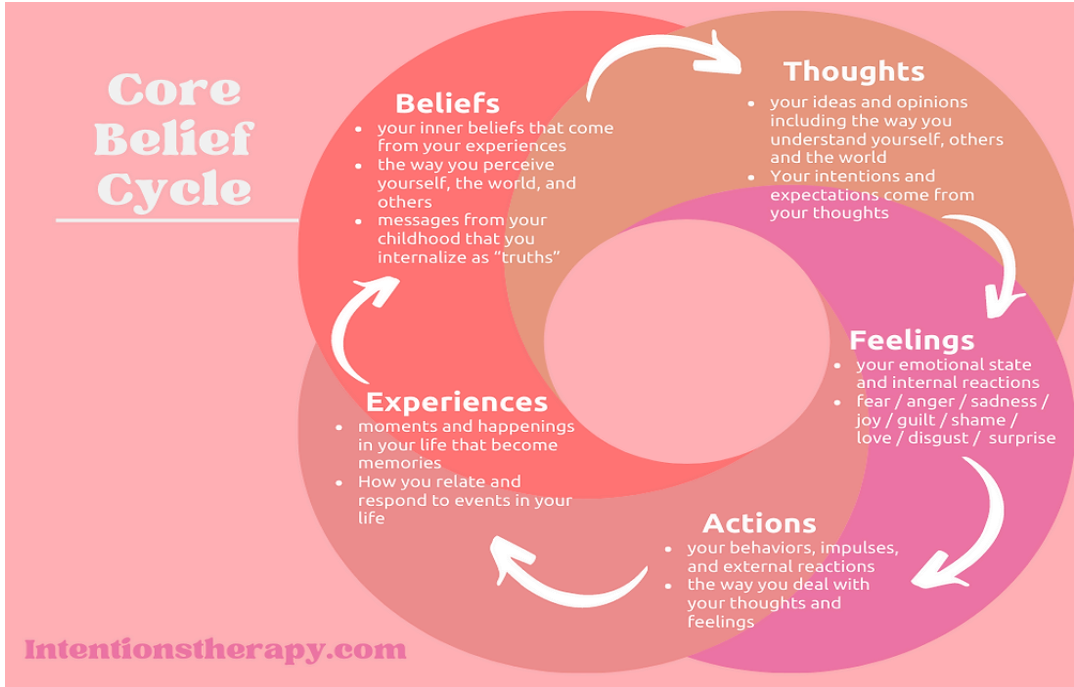 Core
Belief
Cycle
Beliefs
• your inner beliefs that come
from your experiences
• the way you perceive
yourself, the world, and
others
• messages from your
childhood that you
internalize as “truths”
Thoughts
• your ideas and opinions
including the way you
understand yourself, others
and the world
• Your intentions and
expectations come from
your thoughts
Feelings
• your emotional state
and internal reactions
• fear / anger / sadness /
joy / guilt / shame /
love / disgust /  surprise
Actions
• your behaviors, impulses,
and external reactions
• the way you deal with
your thoughts and
feelings
Experiences
• moments and happenings
in your life that become
memories
• How you relate and
respond to events in your
life
Intentionstherapy.com